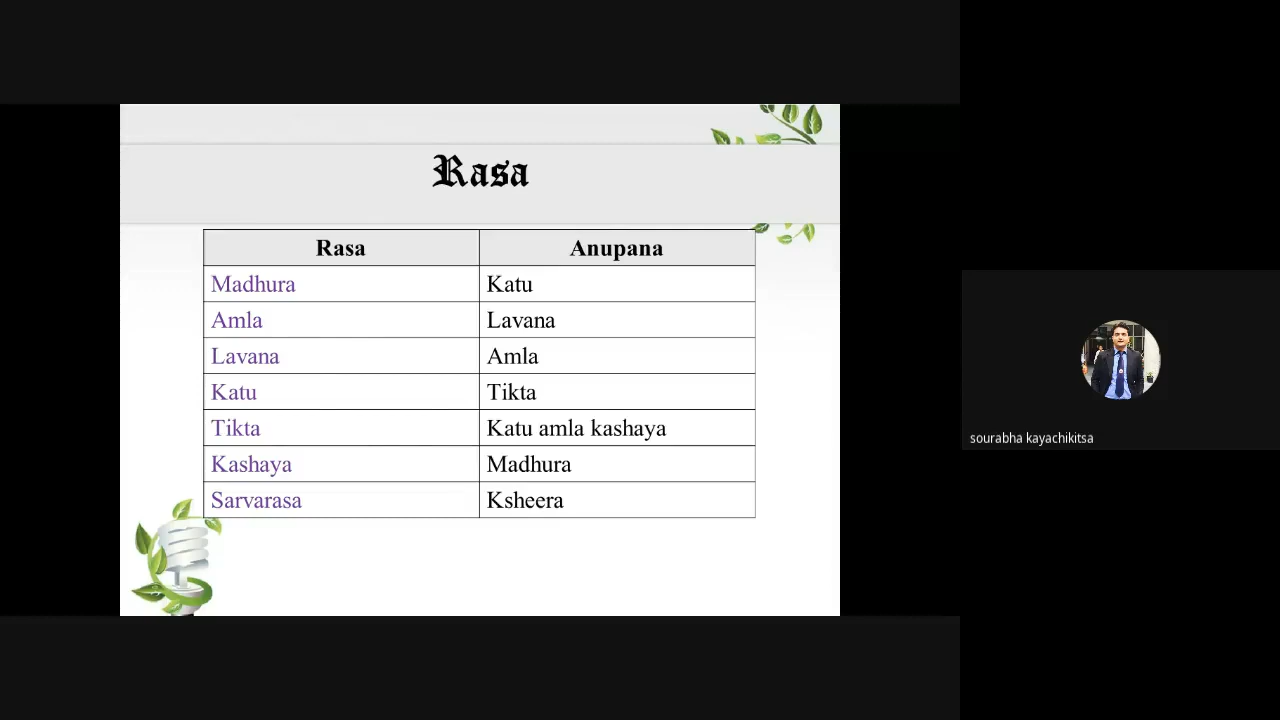 Rasa
Rasa Anupana
Madhura Katu
Amla Lavana
Lavana Amla
Katu Tikta
Tikta Katu amla kashaya
Kashaya Madhura
Sarvarasa Ksheera
sourabha kayachikitsa